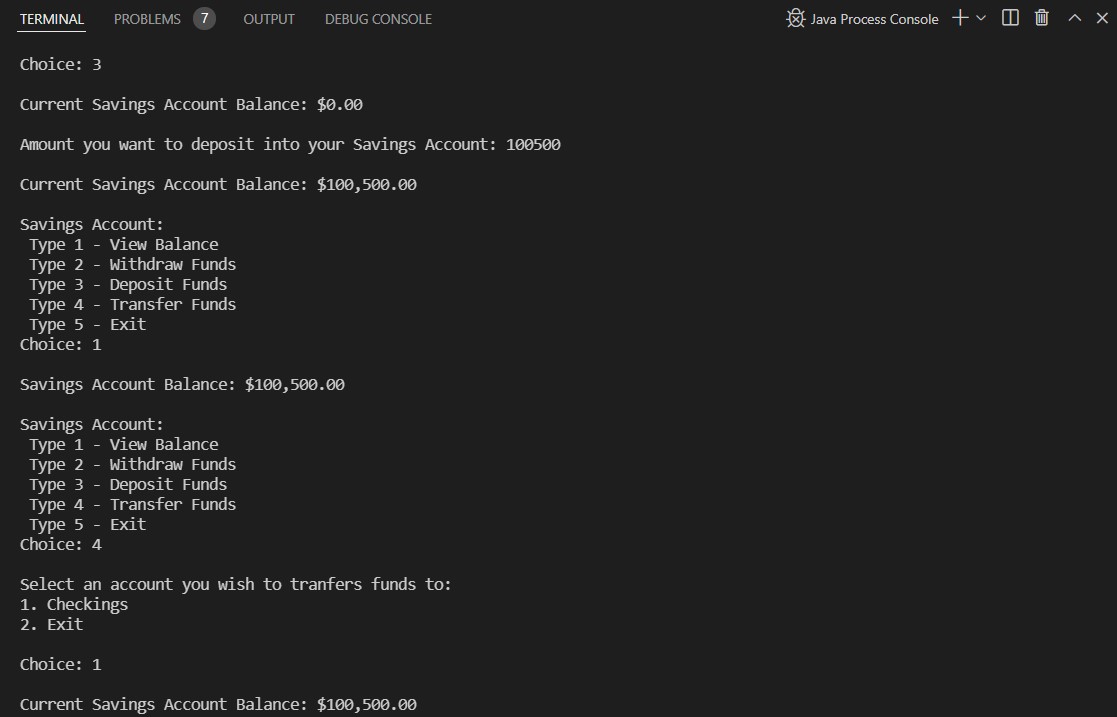 TERMINAL PROBLEMS 7 OUTPUT DEBUG CONSOLE Java Process Console
Choice: 3
Current Savings Account Balance: $0.00
Amount you want to deposit into your Savings Account: 100500
Current Savings Account Balance: $100,500.00
Savings Account:
Type 1 - View Balance
Type 2 - Withdraw Funds
Type 3 - Deposit Funds
Type 4 - Transfer Funds
Type 5 - Exit
Choice: 1
Savings Account Balance: $100,500.00
Savings Account:
Type 1 - View Balance
Type 2 - Withdraw Funds
Type 3 - Deposit Funds
Type 4 - Transfer Funds
Type 5 - Exit
Choice: 4
Select an account you wish to tranfers funds to:
1. Checkings
2. Exit
Choice: 1
Current Savings Account Balance: $100,500.00